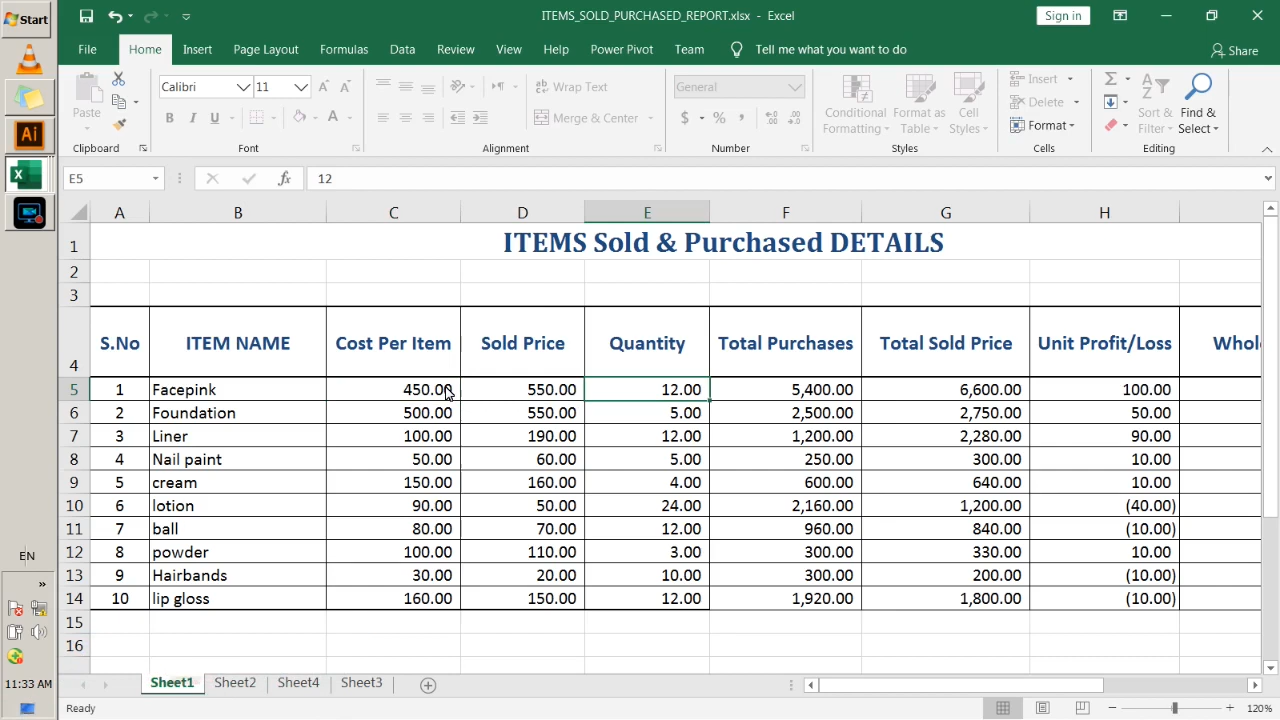 Start
ITEMS_SOLD_PURCHASED_REPORT.xlsx - Excel
Sign in
File Home Insert Page Layout Formulas Data Review View Help Power Pivot Team Tell me what you want to do Share
Paste
Calibri 11
Wrap Text
Merge & Center
General
Conditional Formatting
Format as Table
Cell Styles
Insert
Delete
Format
Sort & Filter
Find & Select
Clipboard Font Alignment Number Styles Cells Editing
E5 fx 12
A B C D E F G H
1 ITEMS Sold & Purchased DETAILS
2
3
4 S.No ITEM NAME Cost Per Item Sold Price Quantity Total Purchases Total Sold Price Unit Profit/Loss
5 1 Facepink 450.00 550.00 12.00 5,400.00 6,600.00 100.00
6 2 Foundation 500.00 550.00 5.00 2,500.00 2,750.00 50.00
7 3 Liner 100.00 190.00 12.00 1,200.00 2,280.00 90.00
8 4 Nail paint 50.00 60.00 5.00 250.00 300.00 10.00
9 5 cream 150.00 160.00 4.00 600.00 640.00 10.00
10 6 lotion 90.00 50.00 24.00 2,160.00 1,200.00 (40.00)
11 7 ball 80.00 70.00 12.00 960.00 840.00 (10.00)
12 8 powder 100.00 110.00 3.00 300.00 330.00 10.00
13 9 Hairbands 30.00 20.00 10.00 300.00 200.00 (10.00)
14 10 lip gloss 160.00 150.00 12.00 1,920.00 1,800.00 (10.00)
15
16
EN
11:33 AM
Sheet1 Sheet2 Sheet4 Sheet3
Ready 120%